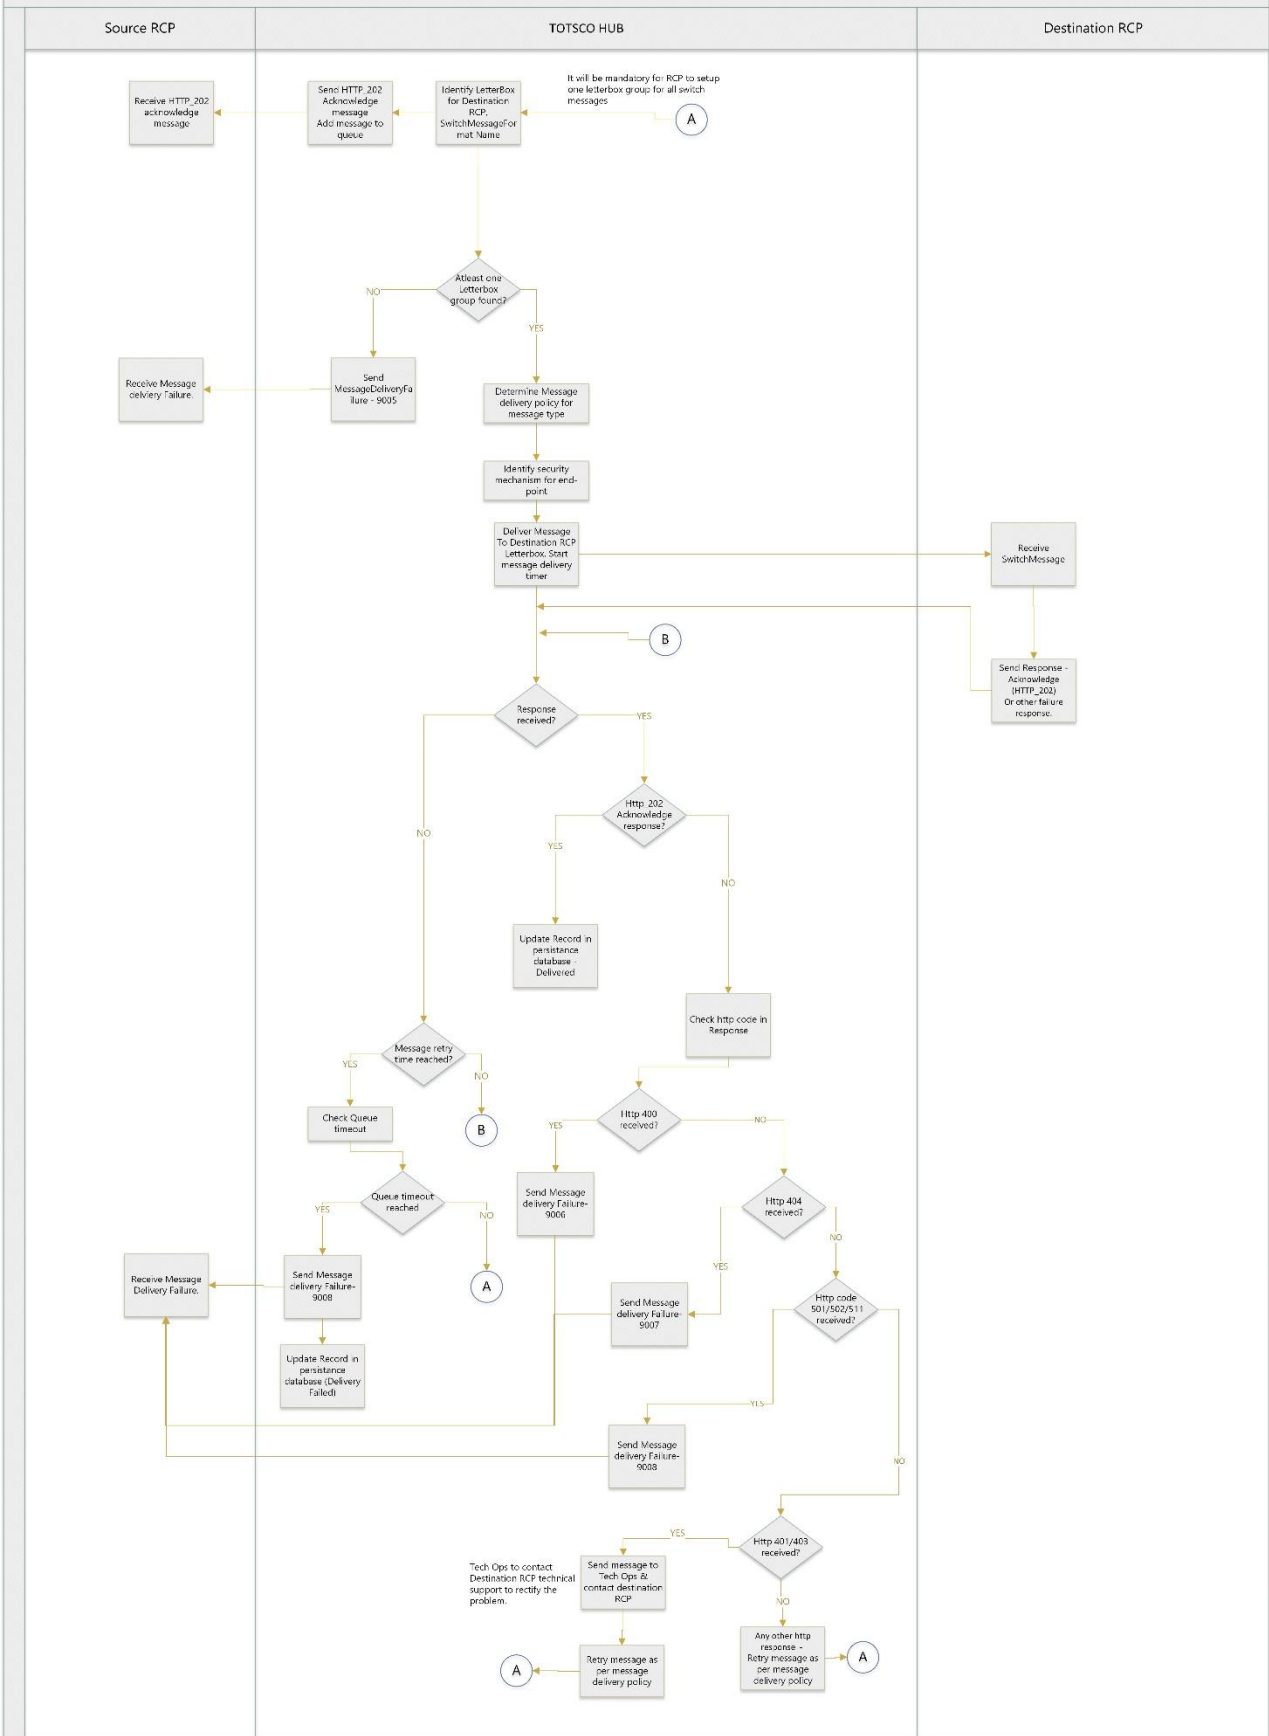 Source RCP
TOTSCO HUB
Destination RCP
Receive HTTP_202
acknowledge
message
Send HTTP_202
Acknowledge
message
Add message to
queue
Identify LetterBox
for Destination
RCP,
SwitchMessageFor
mat Name
It will be mandatory for RCP to setup
one letterbox group for all switch
messages
A
Atleast one
Letterbox
group found?
NO
YES
Receive Message
delviery Failure.
Send
MessageDeliveryFa
ilure - 9005
Determine Message
delivery policy for
message type
Identify security
mechanism for end-
point
Deliver Message
To Destination RCP
Letterbox. Start
message delivery
timer
Receive
SwitchMessage
B
Send Response -
Acknowledge
(HTTP_202)
Or other failure
response.
Response
received?
YES
NO
Http_202
Acknowledge
response?
YES
NO
Update Record in
persistance
database -
Delivered
Check http code in
Response
Message retry
time reached?
YES
NO
Check Queue
timeout
B
Http 400
received?
YES
NO
Queue timeout
reached
YES
NO
Send Message
delivery Failure-
9006
Http 404
received?
YES
NO
Receive Message
Delivery Failure.
Send Message
delivery Failure-
9008
A
Send Message
delivery Failure-
9007
Http code
501/502/511
received?
YES
NO
Update Record in
persistance
database (Delivery
Failed)
Send Message
delivery Failure-
9008
Http 401/403
received?
YES
NO
Tech Ops to contact
Destination RCP technical
support to rectify the
problem.
Send message to
Tech Ops &
contact destination
RCP
Any other http
response -
Retry message as
per message
delivery policy
A
Retry message as
per message
delivery policy
A